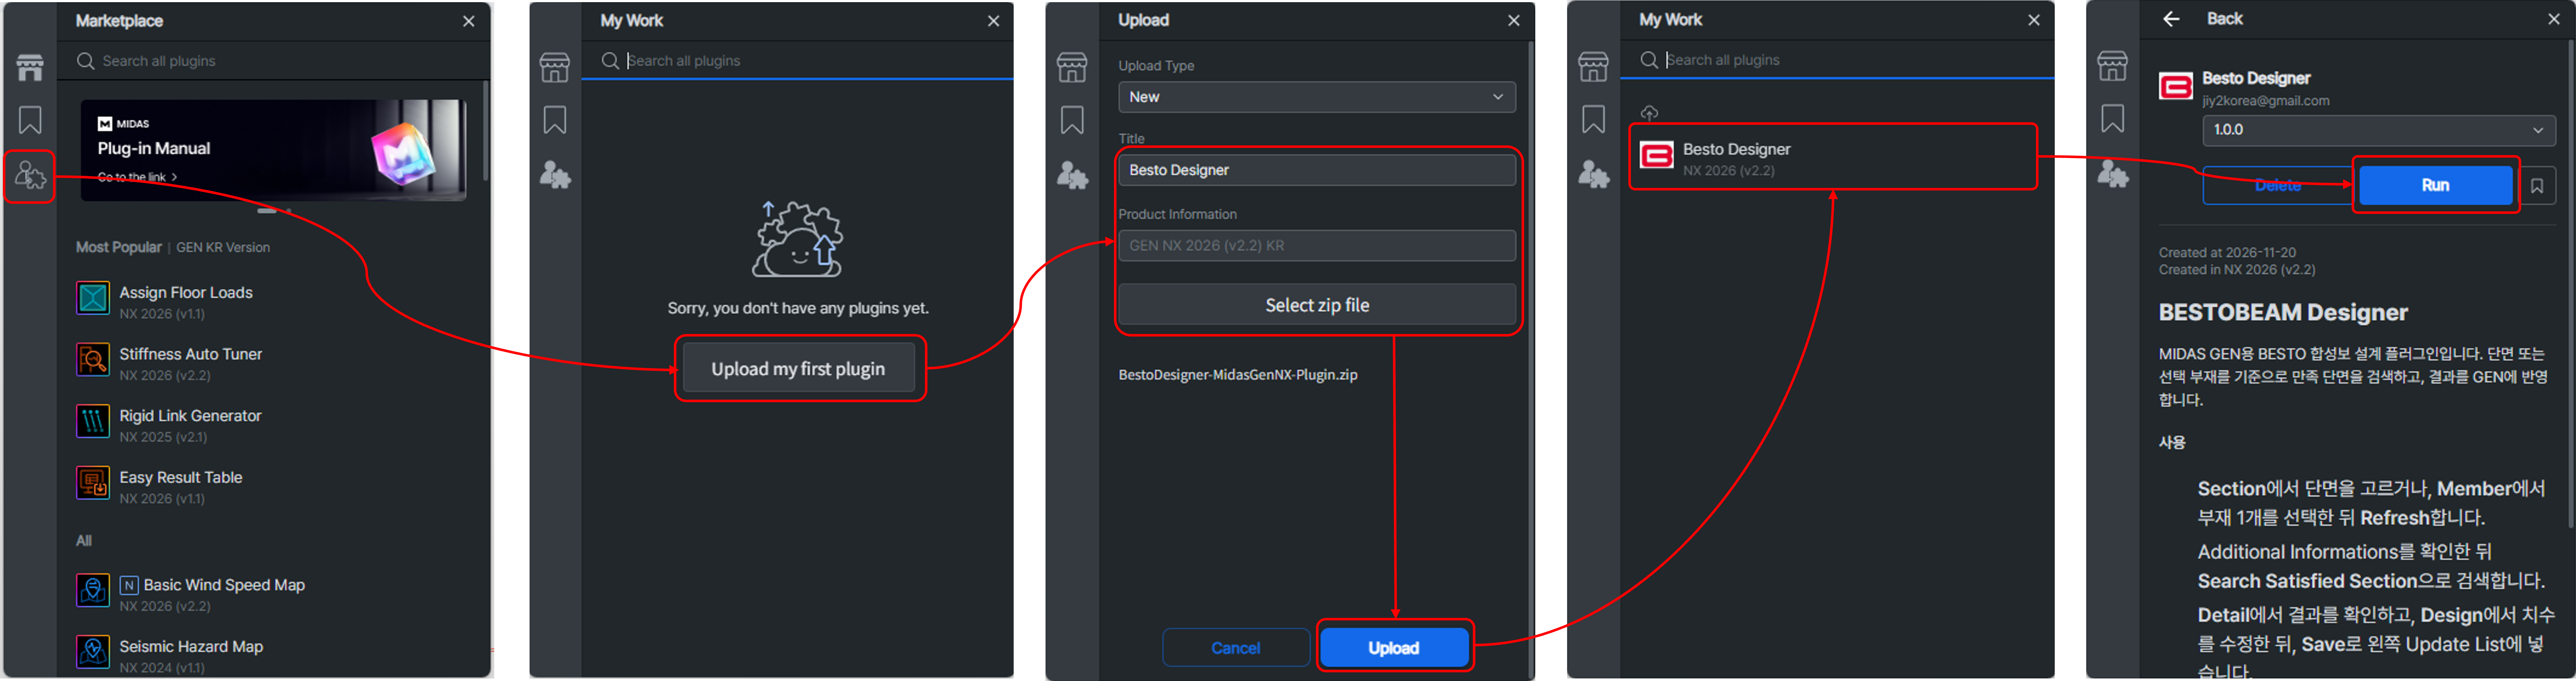 Marketplace
Search all plugins
MIDAS
Plug-in Manual
Go to the link >
Most Popular | GEN KR Version
Assign Floor Loads
NX 2026 (v1.1)
Stiffness Auto Tuner
NX 2026 (v2.2)
Rigid Link Generator
NX 2025 (v2.1)
Easy Result Table
NX 2026 (v1.1)
All
N Basic Wind Speed Map
NX 2026 (v2.2)
Seismic Hazard Map
NX 2024 (v1.1)
My Work
Search all plugins
Sorry, you don't have any plugins yet.
Upload my first plugin
Upload
Upload Type
New
Title
Besto Designer
Product Information
GEN NX 2026 (v2.2) KR
Select zip file
BestoDesigner-MidasGenNX-Plugin.zip
Cancel
Upload
My Work
Search all plugins
Besto Designer
NX 2026 (v2.2)
Back
Besto Designer
jiy2korea@gmail.com
1.0.0
Delete
Run
Created at 2026-11-20
Created in NX 2026 (v2.2)
BESTOBEAM Designer
MIDAS GEN용 BESTO 합성보 설계 플러그인입니다. 단면 또는
선택 부재를 기준으로 만족 단면을 검색하고, 결과를 GEN에 반영
합니다.
사용
Section에서 단면을 고르거나, Member에서
부재 1개를 선택한 뒤 Refresh합니다.
Additional Informations를 확인한 뒤
Search Satisfied Section으로 검색합니다.
Detail에서 결과를 확인하고, Design에서 치수
를 수정한 뒤, Save로 왼쪽 Update List에 넣
습니다.